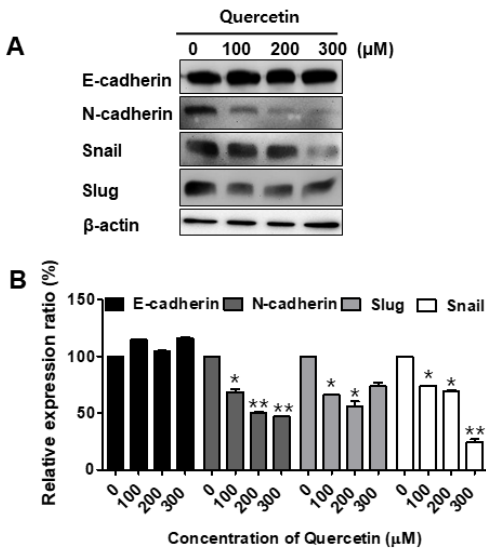 Quercetin
A
0 100 200 300 (μM)
E-cadherin
N-cadherin
Snail
Slug
β-actin
B
Relative expression ratio (%)
150
100
50
0
E-cadherin N-cadherin Slug Snail
* ** ** * * * * **
0 100 200 300 0 100 200 300 0 100 200 300 0 100 200 300
Concentration of Quercetin (μM)